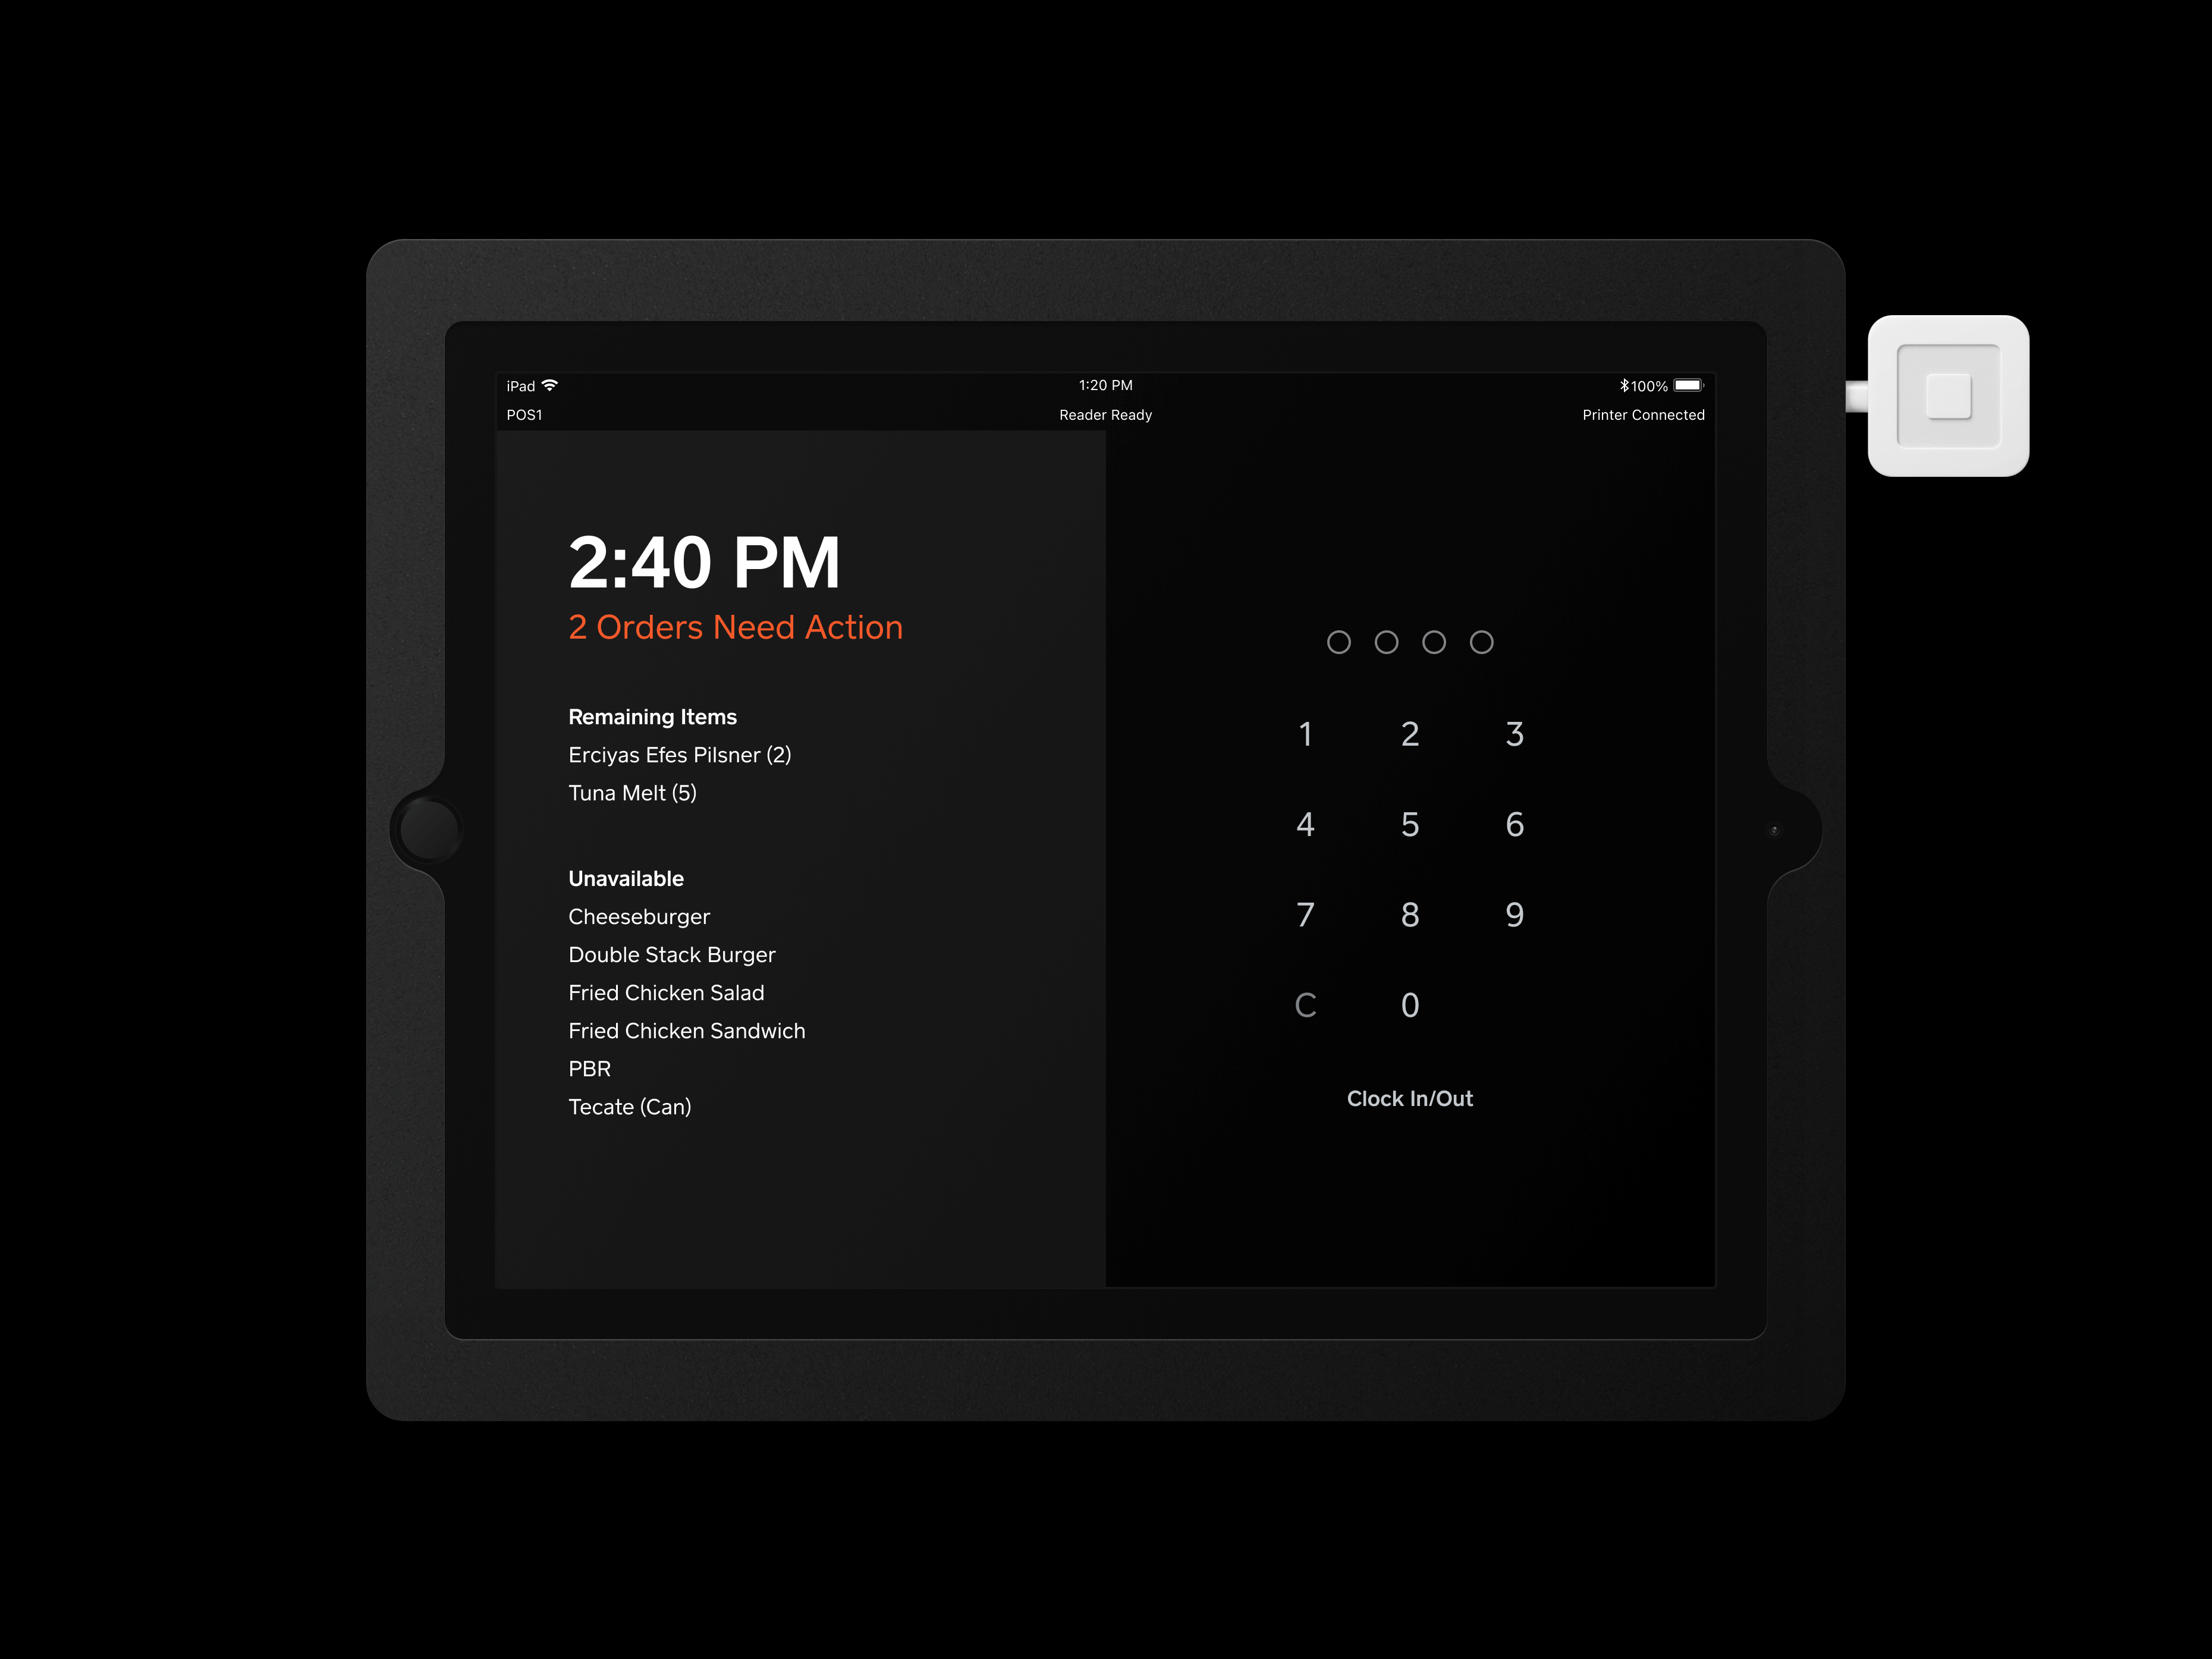 iPad 1:20 PM 100%
POS1 Reader Ready Printer Connected
2:40 PM
2 Orders Need Action
Remaining Items
Erciyas Efes Pilsner (2)
Tuna Melt (5)
Unavailable
Cheeseburger
Double Stack Burger
Fried Chicken Salad
Fried Chicken Sandwich
PBR
Tecate (Can)
1 2 3
4 5 6
7 8 9
C 0
Clock In/Out